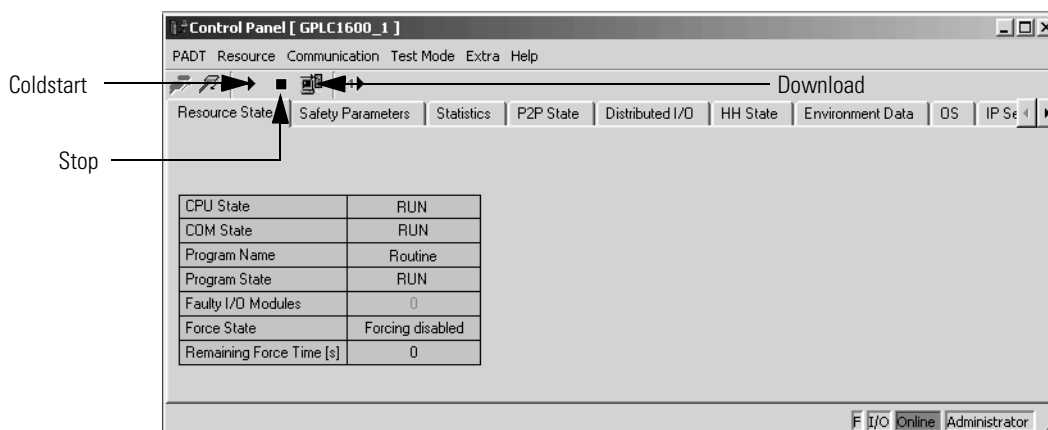 Control Panel [ GPLC1600_1 ]
PADT Resource Communication Test Mode Extra Help
Coldstart
Download
Resource State Safety Parameters Statistics P2P State Distributed I/O HH State Environment Data OS IP Se
Stop
CPU State RUN
COM State RUN
Program Name Routine
Program State RUN
Faulty I/O Modules 0
Force State Forcing disabled
Remaining Force Time [s] 0
F I/O Online Administrator